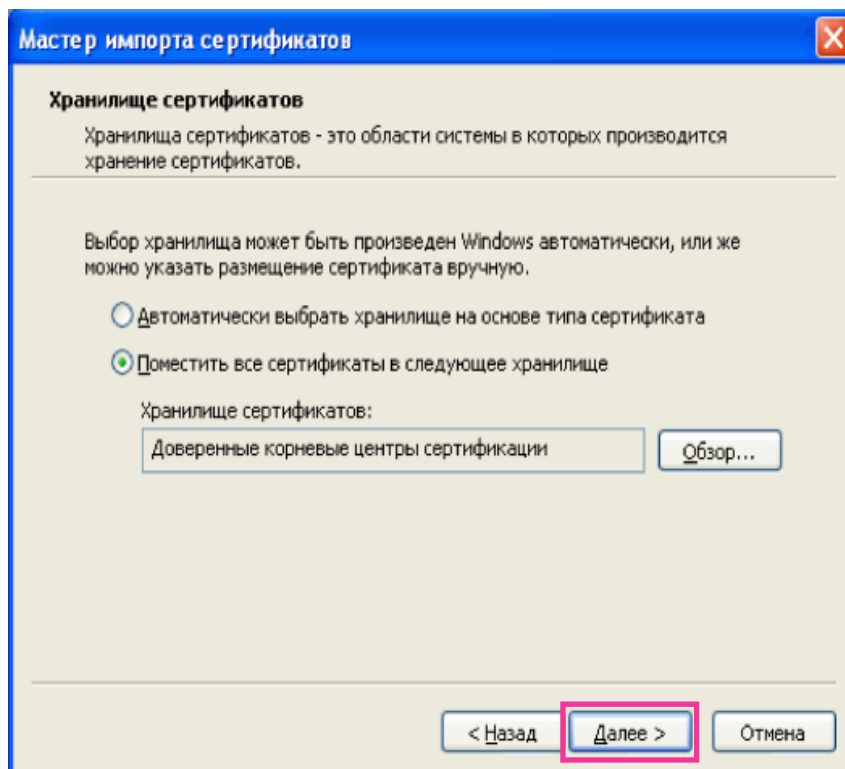 Мастер импорта сертификатов
Хранилище сертификатов
Хранилища сертификатов - это области системы в которых производится
хранение сертификатов.
Выбор хранилища может быть произведен Windows автоматически, или же
можно указать размещение сертификата вручную.
Автоматически выбрать хранилище на основе типа сертификата
Поместить все сертификаты в следующее хранилище
Хранилище сертификатов:
Доверенные корневые центры сертификации
Обзор...
< Назад Далее > Отмена